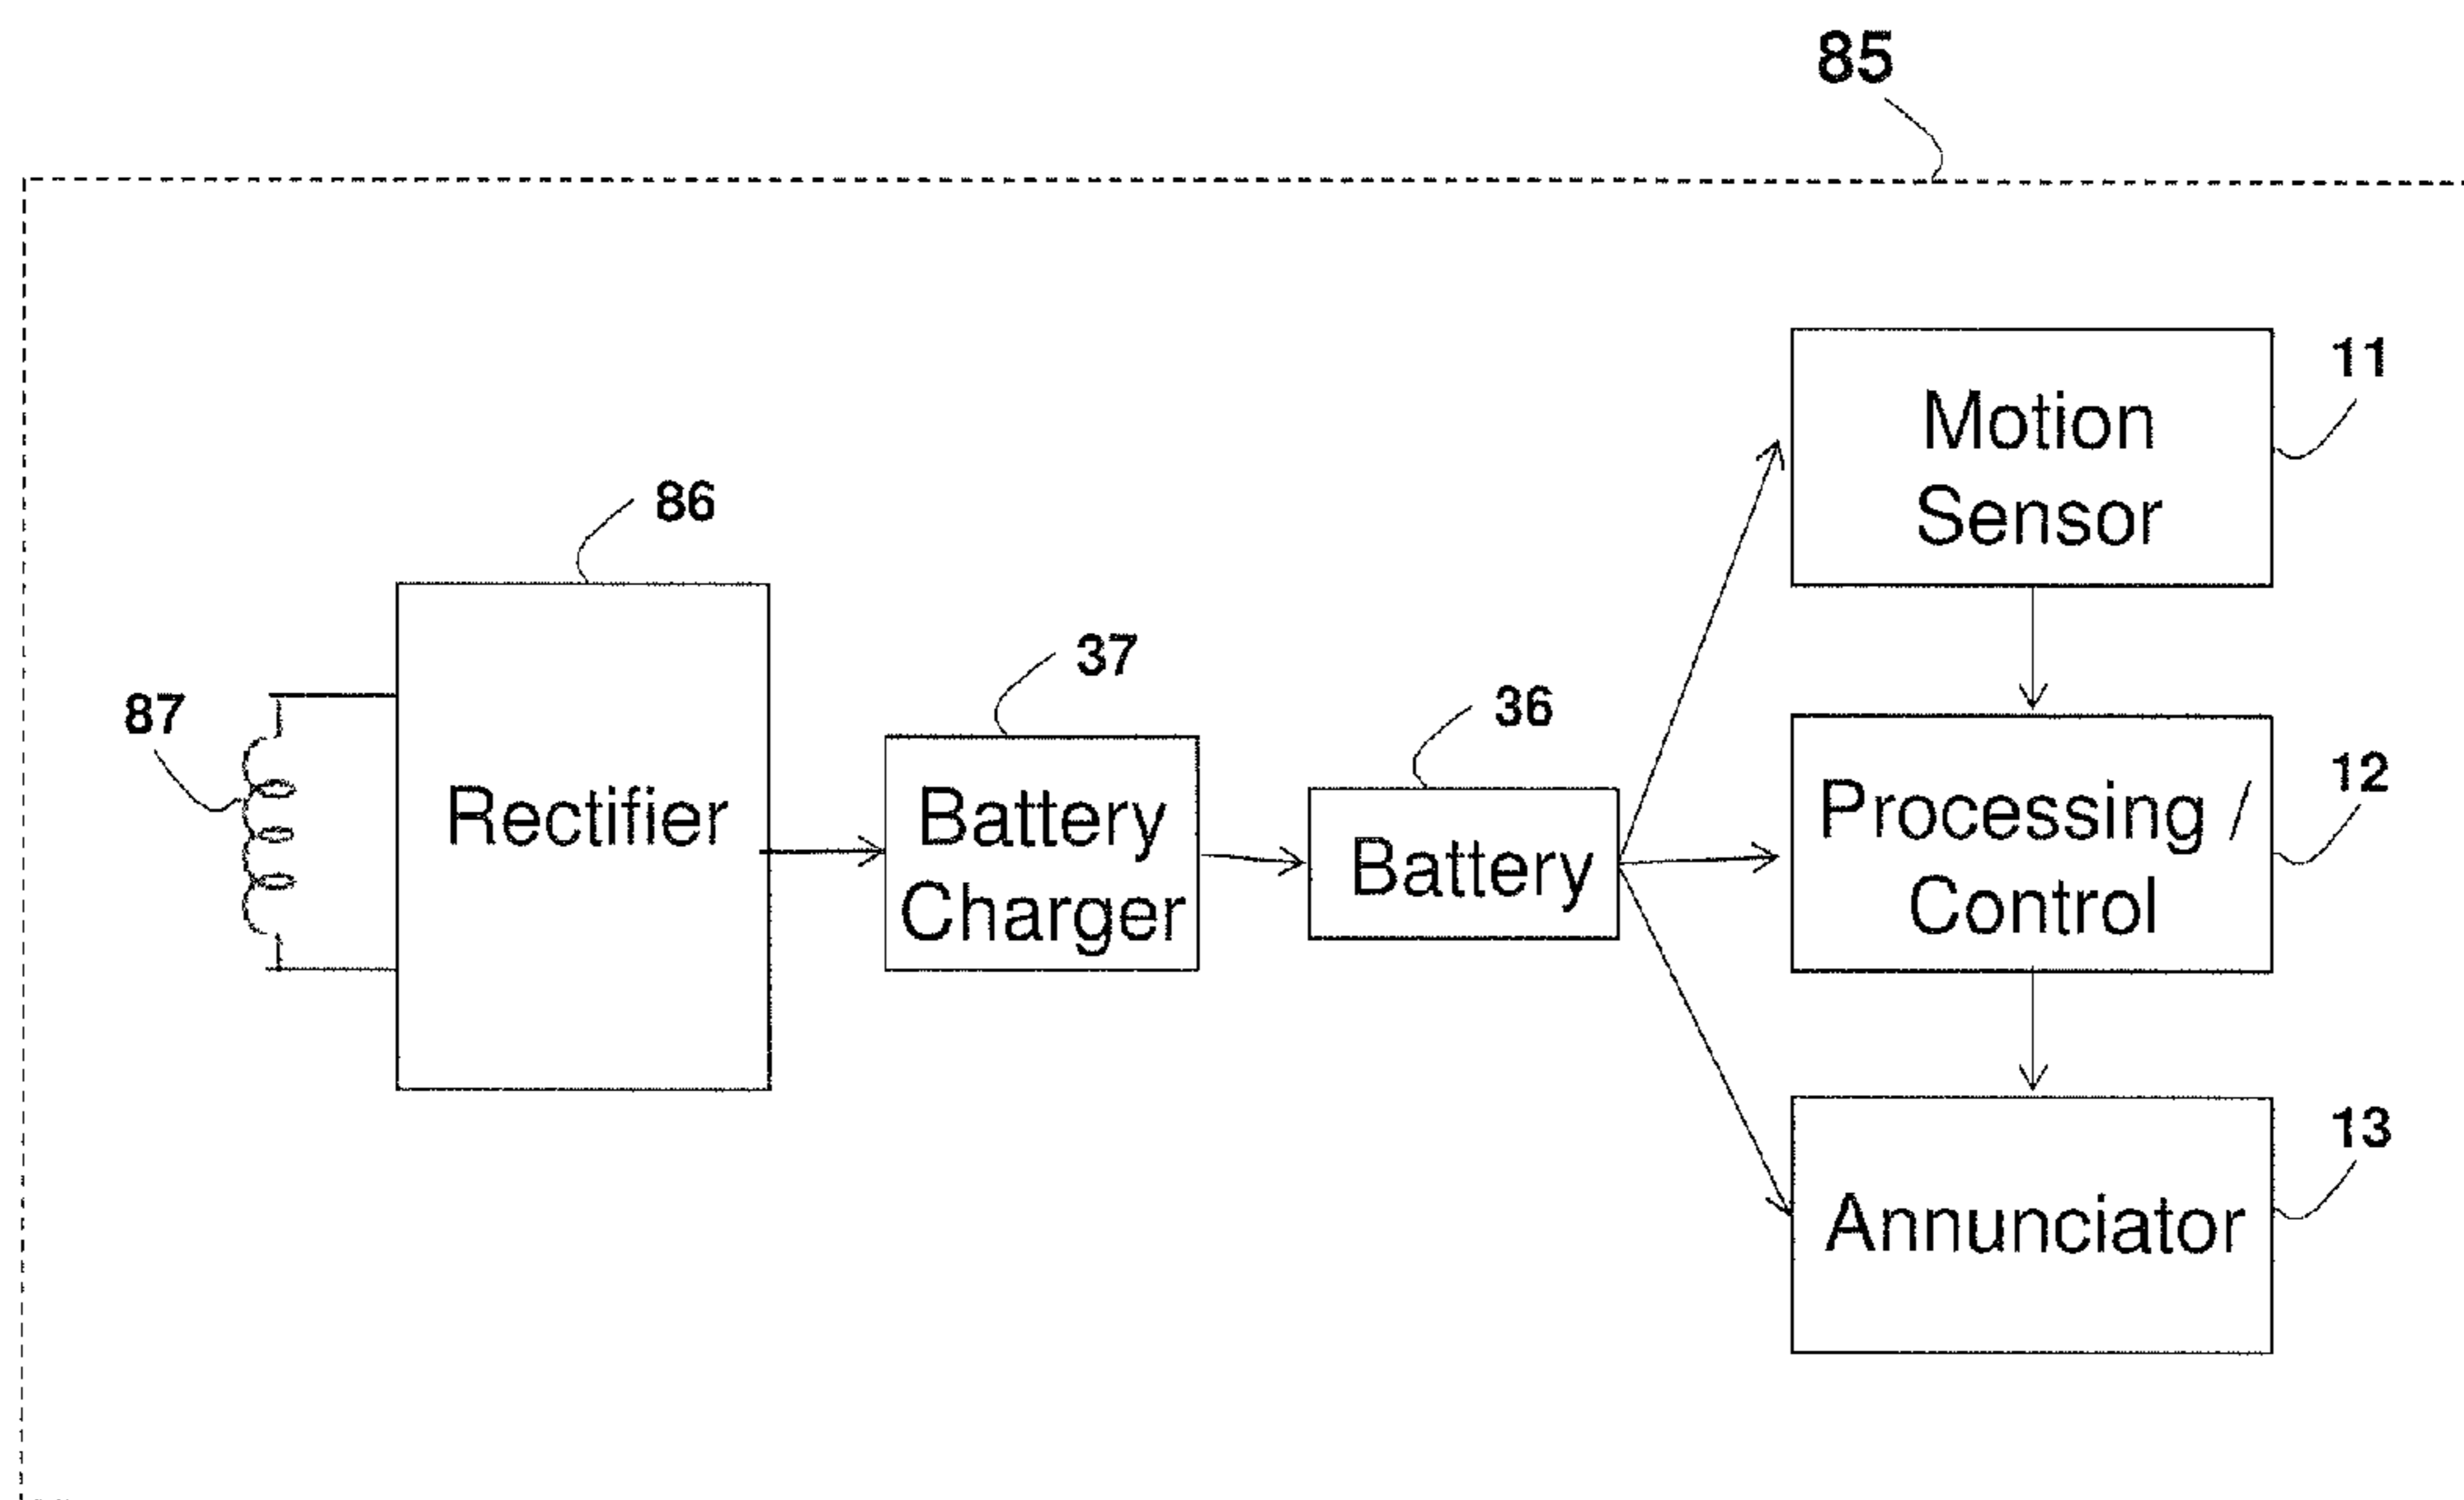 85
11
Motion
Sensor
86
37
36
87
12
Rectifier
Battery
Charger
Battery
Processing /
Control
13
Annunciator